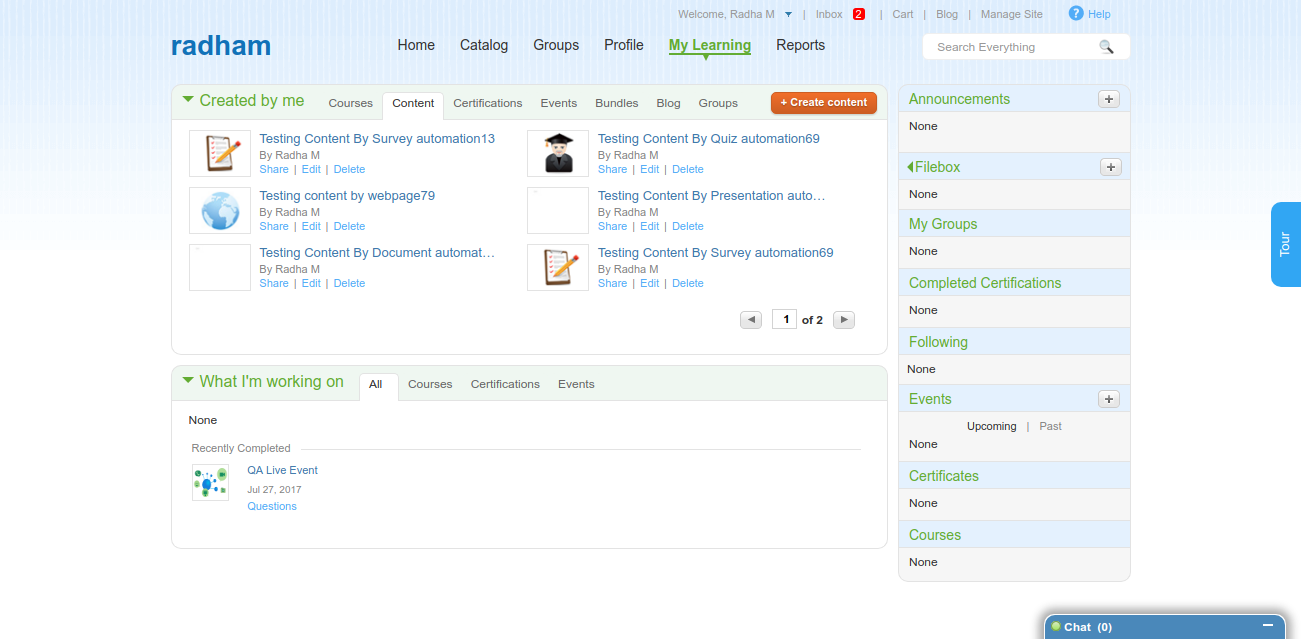 Welcome, Radha M | Inbox 2 | Cart | Blog | Manage Site ? Help
radham
Home Catalog Groups Profile My Learning Reports
Search Everything
Created by me Courses Content Certifications Events Bundles Blog Groups + Create content
Testing Content By Survey automation13
By Radha M
Share | Edit | Delete
Testing Content By Quiz automation69
By Radha M
Share | Edit | Delete
Testing content by webpage79
By Radha M
Share | Edit | Delete
Testing Content By Presentation auto…
By Radha M
Share | Edit | Delete
Testing Content By Document automat…
By Radha M
Share | Edit | Delete
Testing Content By Survey automation69
By Radha M
Share | Edit | Delete
1 of 2
What I'm working on All Courses Certifications Events
None
Recently Completed
QA Live Event
Jul 27, 2017
Questions
Announcements +
None
Filebox +
None
My Groups
None
Completed Certifications
None
Following
None
Events +
Upcoming | Past
None
Certificates
None
Courses
None
Tour
Chat (0)